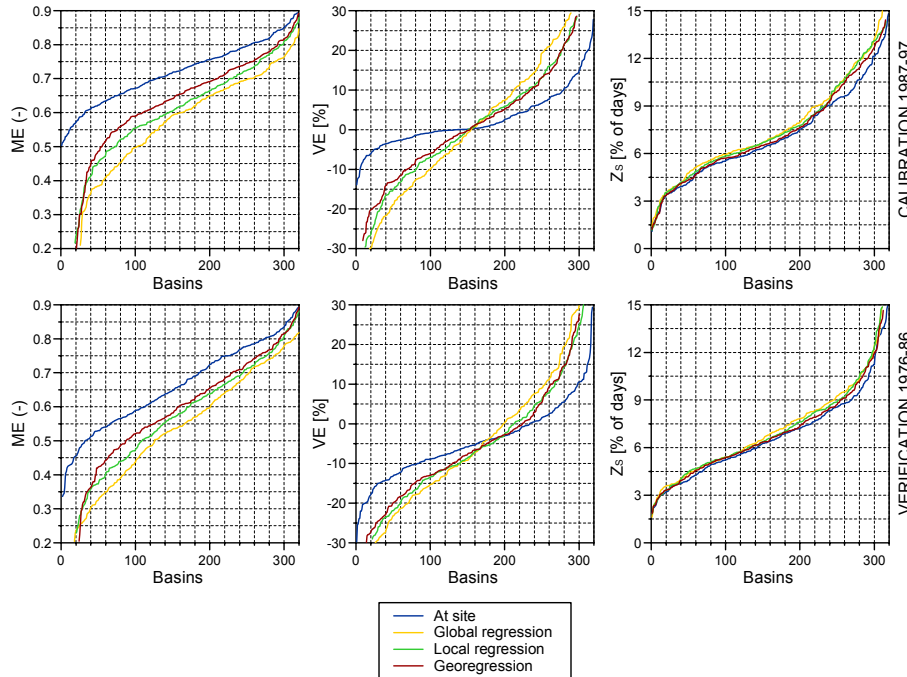 0.9
0.8
0.7
0.6
0.5
0.4
0.3
0.2
ME (-)
0 100 200 300
Basins
30
20
10
0
-10
-20
-30
VE [%]
0 100 200 300
Basins
15
12
9
6
3
0
Zs [% of days]
0 100 200 300
Basins
CALIBRATION 1987-97
0.9
0.8
0.7
0.6
0.5
0.4
0.3
0.2
ME (-)
0 100 200 300
Basins
30
20
10
0
-10
-20
-30
VE [%]
0 100 200 300
Basins
15
12
9
6
3
0
Zs [% of days]
0 100 200 300
Basins
VERIFICATION 1976-86
At site
Global regression
Local regression
Georegression